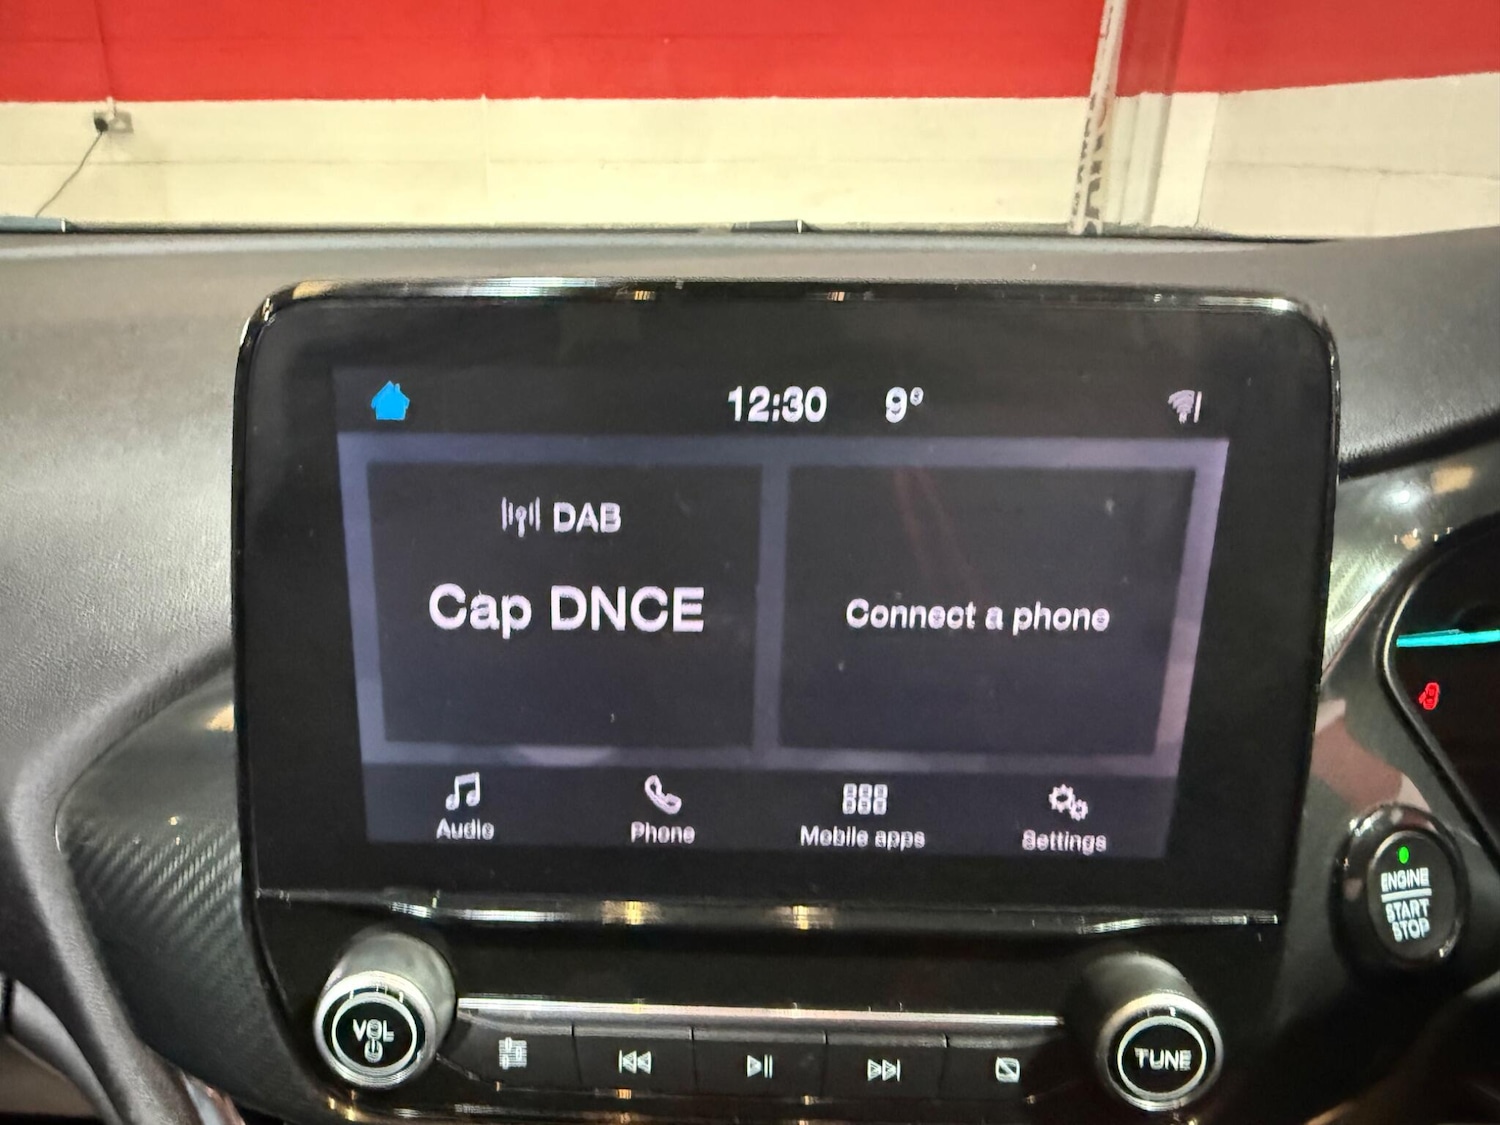 12:30 9°
DAB
Cap DNCE
Connect a phone
Audio Phone Mobile apps Settings
ENGINE
START
STOP
VOL
TUNE